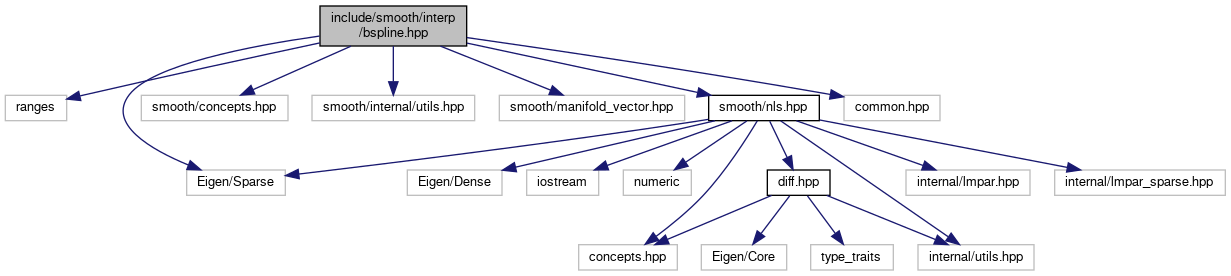 include/smooth/interp
/bspline.hpp
ranges
smooth/concepts.hpp
smooth/internal/utils.hpp
smooth/manifold_vector.hpp
smooth/nls.hpp
common.hpp
Eigen/Sparse
Eigen/Dense
iostream
numeric
diff.hpp
internal/lmpar.hpp
internal/lmpar_sparse.hpp
concepts.hpp
Eigen/Core
type_traits
internal/utils.hpp